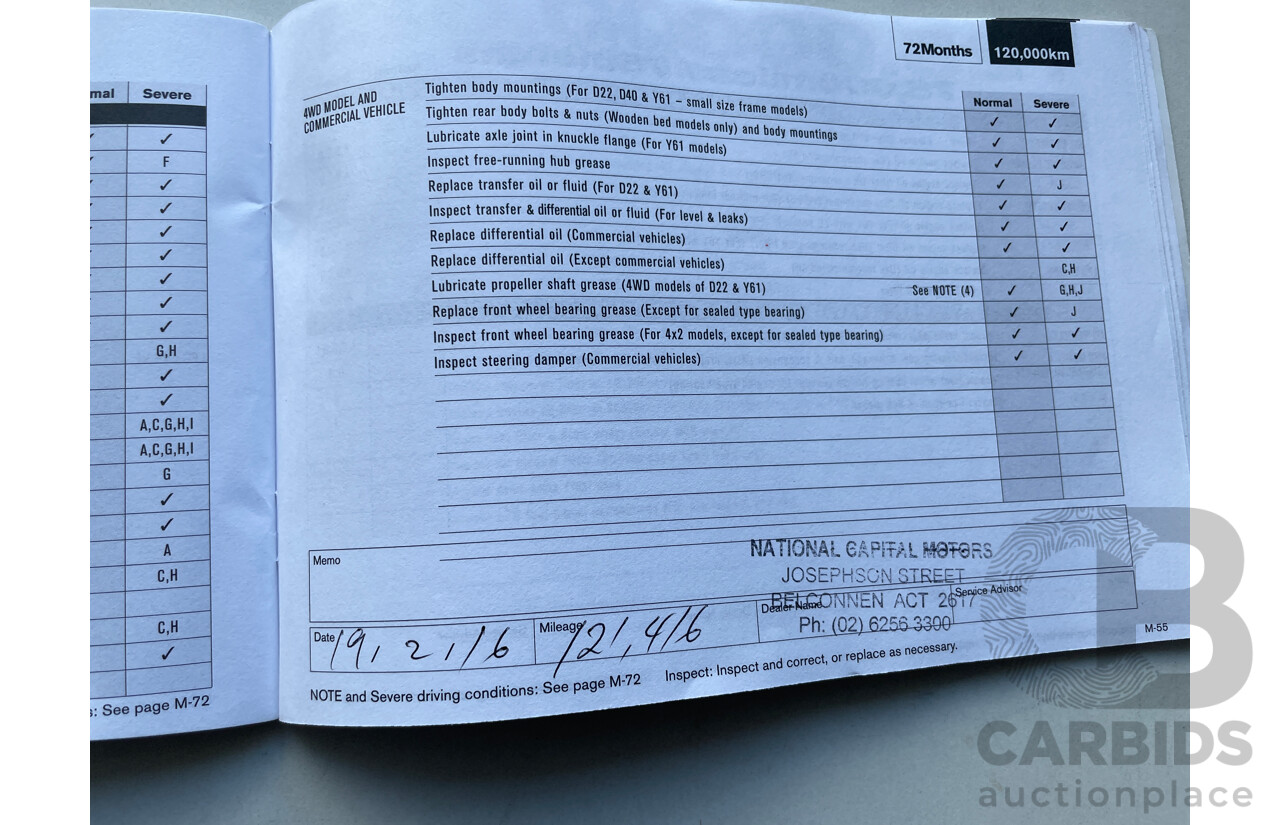 mal Severe
✓
F
✓
✓
✓
✓
✓
✓
✓
G,H
✓
✓
A,C,G,H,I
A,C,G,H,I
G
✓
✓
A
C,H
C,H
✓
s: See page M-72
72Months 120,000km
4WD MODEL AND
COMMERCIAL VEHICLE
Normal Severe
Tighten body mountings (For D22, D40 & Y61 – small size frame models) ✓ ✓
Tighten rear body bolts & nuts (Wooden bed models only) and body mountings ✓ ✓
Lubricate axle joint in knuckle flange (For Y61 models) ✓ ✓
Inspect free-running hub grease ✓ J
Replace transfer oil or fluid (For D22 & Y61) ✓ ✓
Inspect transfer & differential oil or fluid (For level & leaks) ✓ ✓
Replace differential oil (Commercial vehicles) ✓ ✓
Replace differential oil (Except commercial vehicles) C,H
Lubricate propeller shaft grease (4WD models of D22 & Y61) See NOTE (4) ✓ G,H,J
Replace front wheel bearing grease (Except for sealed type bearing) ✓ J
Inspect front wheel bearing grease (For 4x2 models, except for sealed type bearing) ✓ ✓
Inspect steering damper (Commercial vehicles) ✓ ✓
Memo
NATIONAL CAPITAL MOTORS
JOSEPHSON STREET
BELCONNEN ACT 2617
Ph: (02) 6256 3300
Date 19, 2, 16 Mileage 121,416 Dealer Name Service Advisor
NOTE and Severe driving conditions: See page M-72 Inspect: Inspect and correct, or replace as necessary.
M-55
CARBIDS
auctionplace